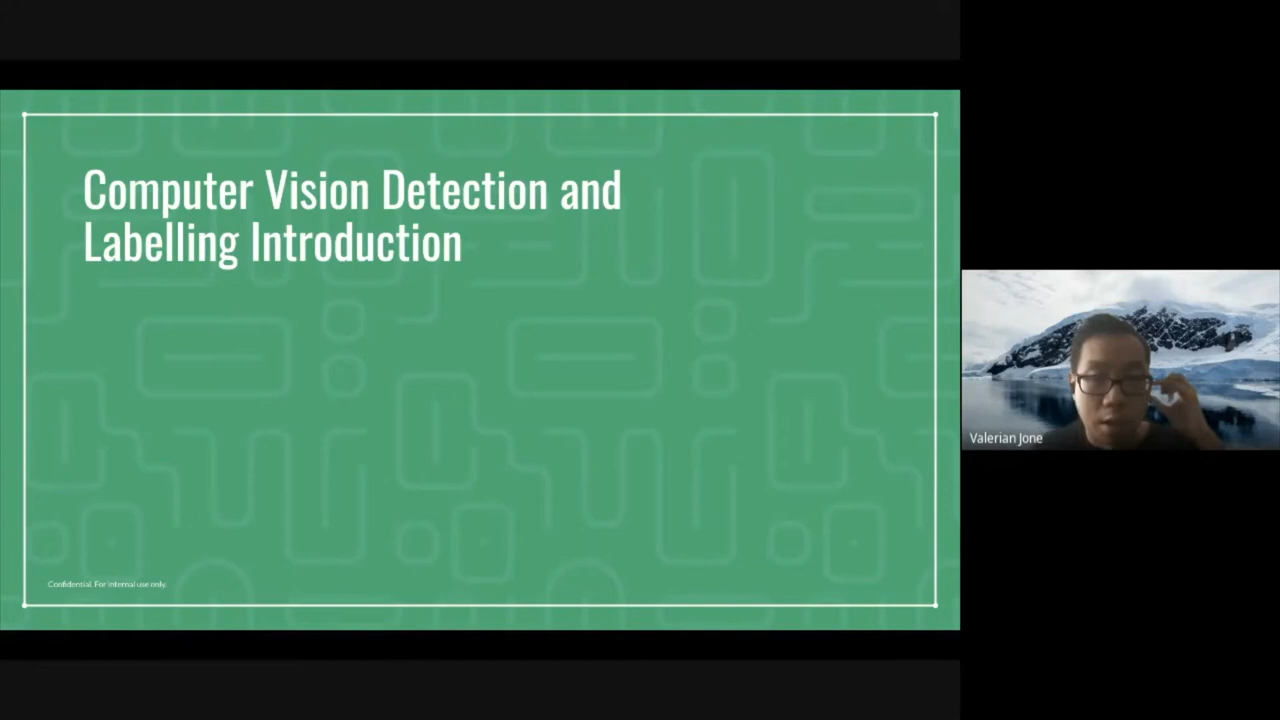 Computer Vision Detection and
Labelling Introduction
Valerian Jone
Confidential. For internal use only.